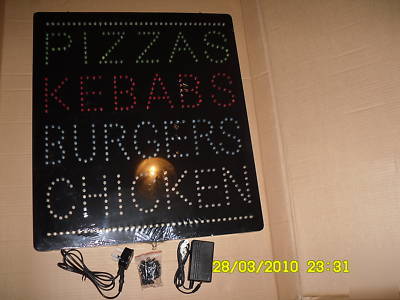 PIZZAS
KEBABS
BURGERS
CHICKEN
28/03/2010 23:31